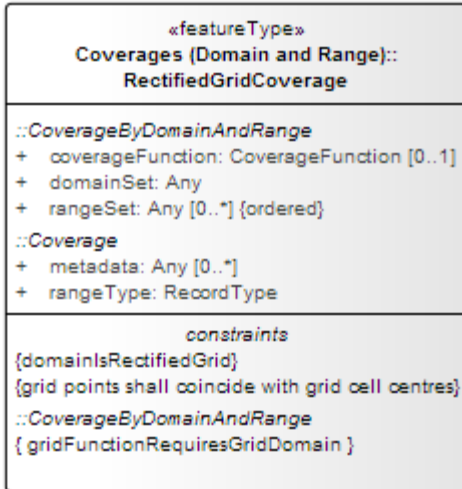 «featureType»
Coverages (Domain and Range)::
RectifiedGridCoverage
::CoverageByDomainAndRange
+ coverageFunction: CoverageFunction [0..1]
+ domainSet: Any
+ rangeSet: Any [0..*] {ordered}
::Coverage
+ metadata: Any [0..*]
+ rangeType: RecordType
constraints
{domainIsRectifiedGrid}
{grid points shall coincide with grid cell centres}
::CoverageByDomainAndRange
{ gridFunctionRequiresGridDomain }